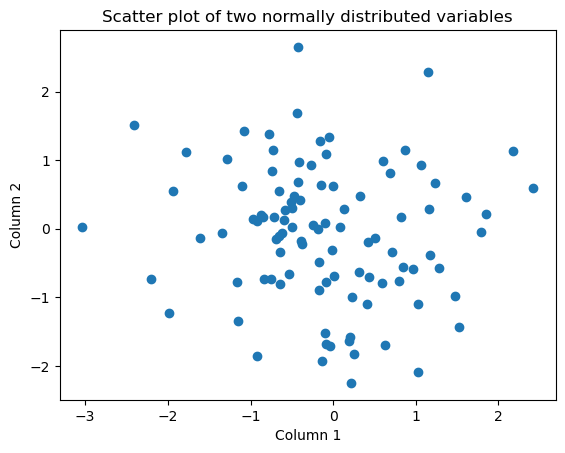 Scatter plot of two normally distributed variables
2
1
0
−1
−2
Column 2
−3 −2 −1 0 1 2
Column 1